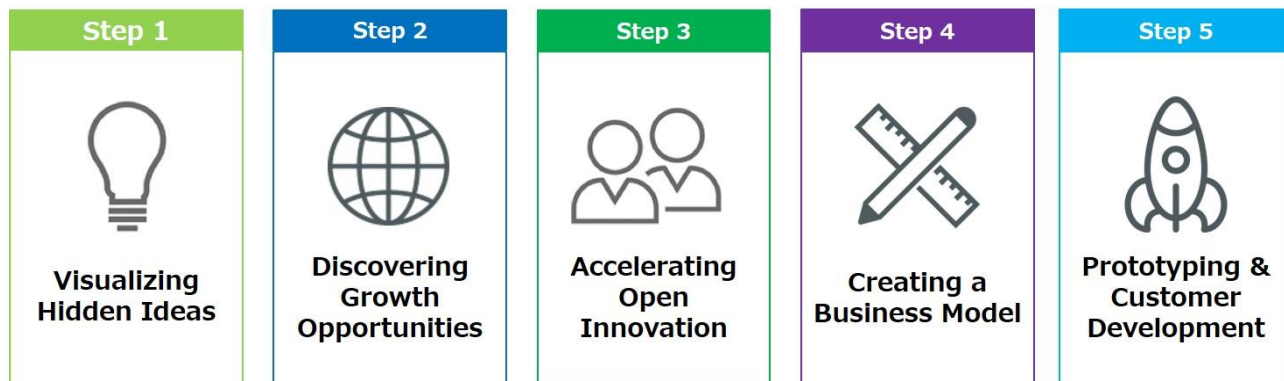 Step 1
Visualizing
Hidden Ideas
Step 2
Discovering
Growth
Opportunities
Step 3
Accelerating
Open
Innovation
Step 4
Creating a
Business Model
Step 5
Prototyping &
Customer
Development